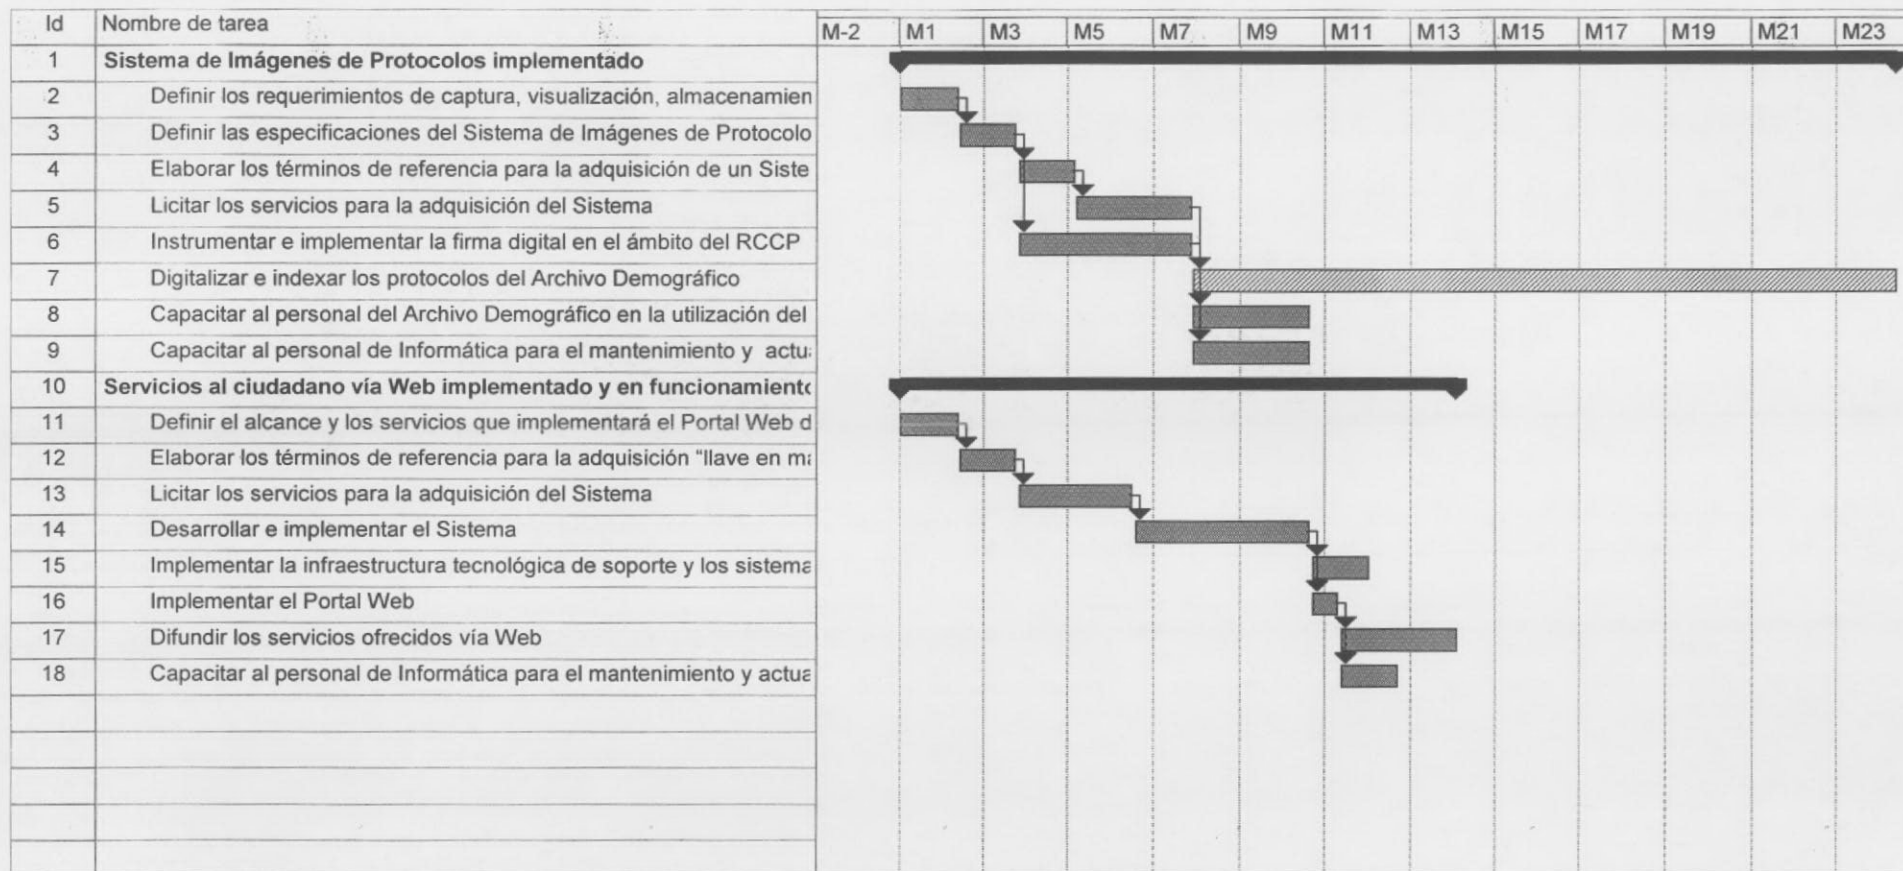 Id Nombre de tarea M-2 M1 M3 M5 M7 M9 M11 M13 M15 M17 M19 M21 M23
1 Sistema de Imágenes de Protocolos implementado
2 Definir los requerimientos de captura, visualización, almacenamien
3 Definir las especificaciones del Sistema de Imágenes de Protocolo
4 Elaborar los términos de referencia para la adquisición de un Siste
5 Licitar los servicios para la adquisición del Sistema
6 Instrumentar e implementar la firma digital en el ámbito del RCCP
7 Digitalizar e indexar los protocolos del Archivo Demográfico
8 Capacitar al personal del Archivo Demográfico en la utilización del
9 Capacitar al personal de Informática para el mantenimiento y actu
10 Servicios al ciudadano vía Web implementado y en funcionamiento
11 Definir el alcance y los servicios que implementará el Portal Web d
12 Elaborar los términos de referencia para la adquisición "llave en ma
13 Licitar los servicios para la adquisición del Sistema
14 Desarrollar e implementar el Sistema
15 Implementar la infraestructura tecnológica de soporte y los sistema
16 Implementar el Portal Web
17 Difundir los servicios ofrecidos vía Web
18 Capacitar al personal de Informática para el mantenimiento y actua